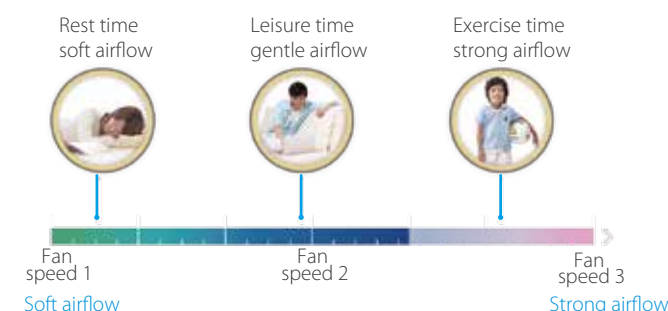 Rest time
soft airflow
Leisure time
gentle airflow
Exercise time
strong airflow
Fan
speed 1
Fan
speed 2
Fan
speed 3
Soft airflow
Strong airflow